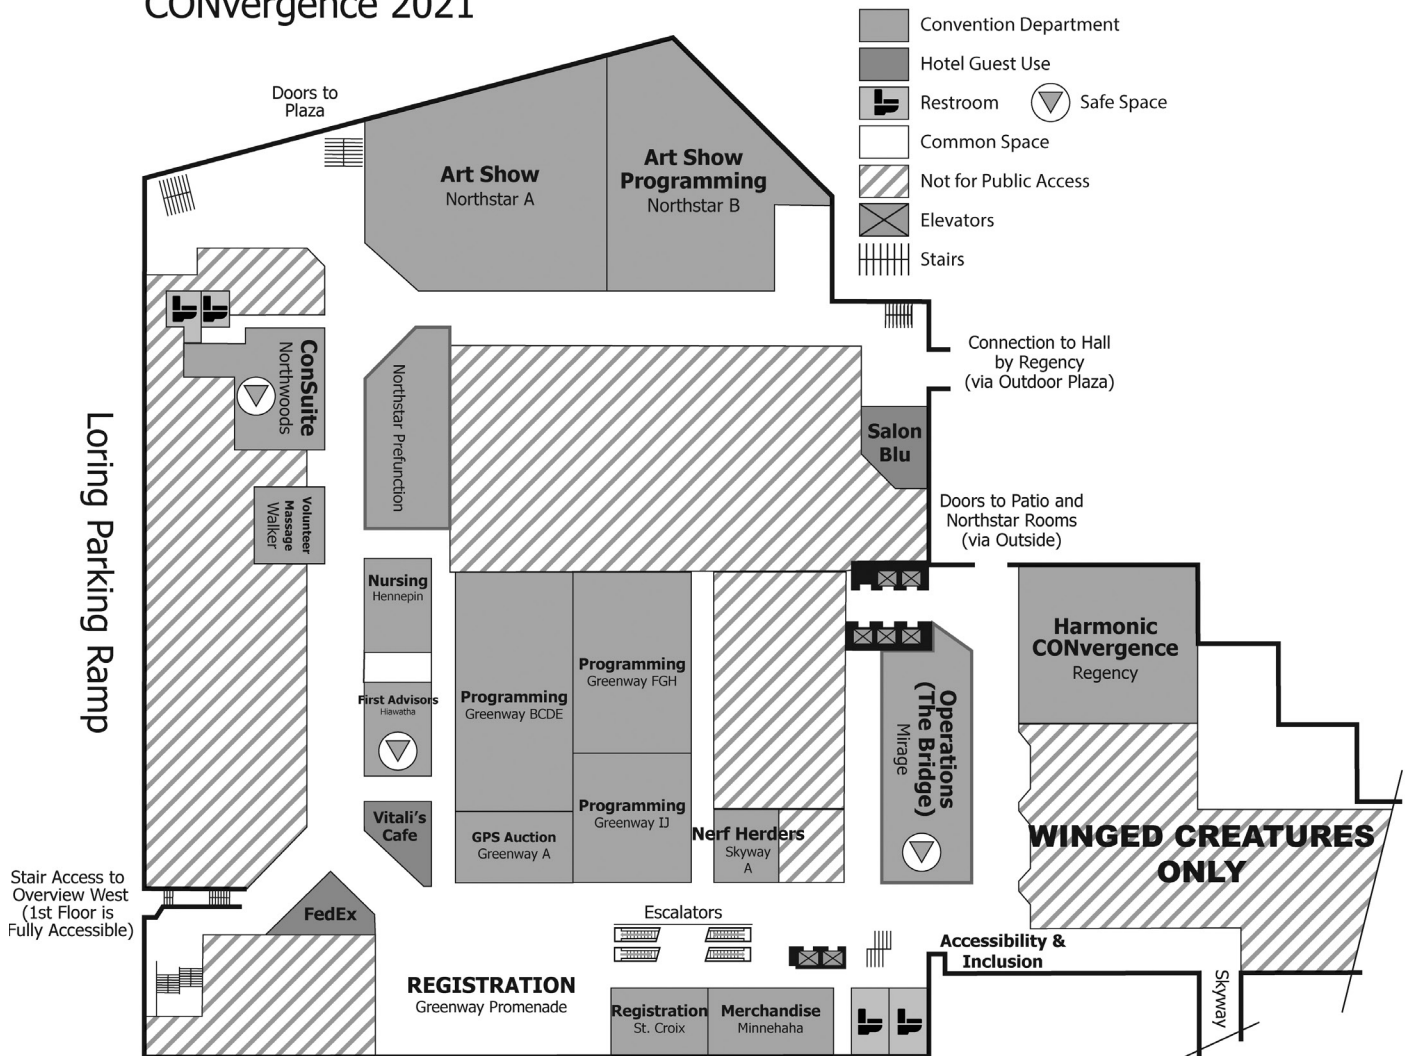 CONvergence 2021
Convention Department
Hotel Guest Use
Restroom
Safe Space
Common Space
Not for Public Access
Elevators
Stairs
Doors to
Plaza
Art Show
Northstar A
Art Show
Programming
Northstar B
Connection to Hall
by Regency
(via Outdoor Plaza)
ConSuite
Northwoods
Northstar Prefunction
Salon
Blu
Loring Parking Ramp
Volunteer
Massage
Walker
Doors to Patio and
Northstar Rooms
(via Outside)
Nursing
Hennepin
First Advisors
Hiawatha
Programming
Greenway BCDE
Programming
Greenway FGH
Harmonic
CONvergence
Regency
Operations
(The Bridge)
Mirage
Vitali's
Cafe
GPS Auction
Greenway A
Programming
Greenway IJ
Nerf Herders
Skyway
A
WINGED CREATURES
ONLY
Stair Access to
Overview West
(1st Floor is
Fully Accessible)
FedEx
Escalators
Accessibility &
Inclusion
REGISTRATION
Greenway Promenade
Registration
St. Croix
Merchandise
Minnehaha
Skyway